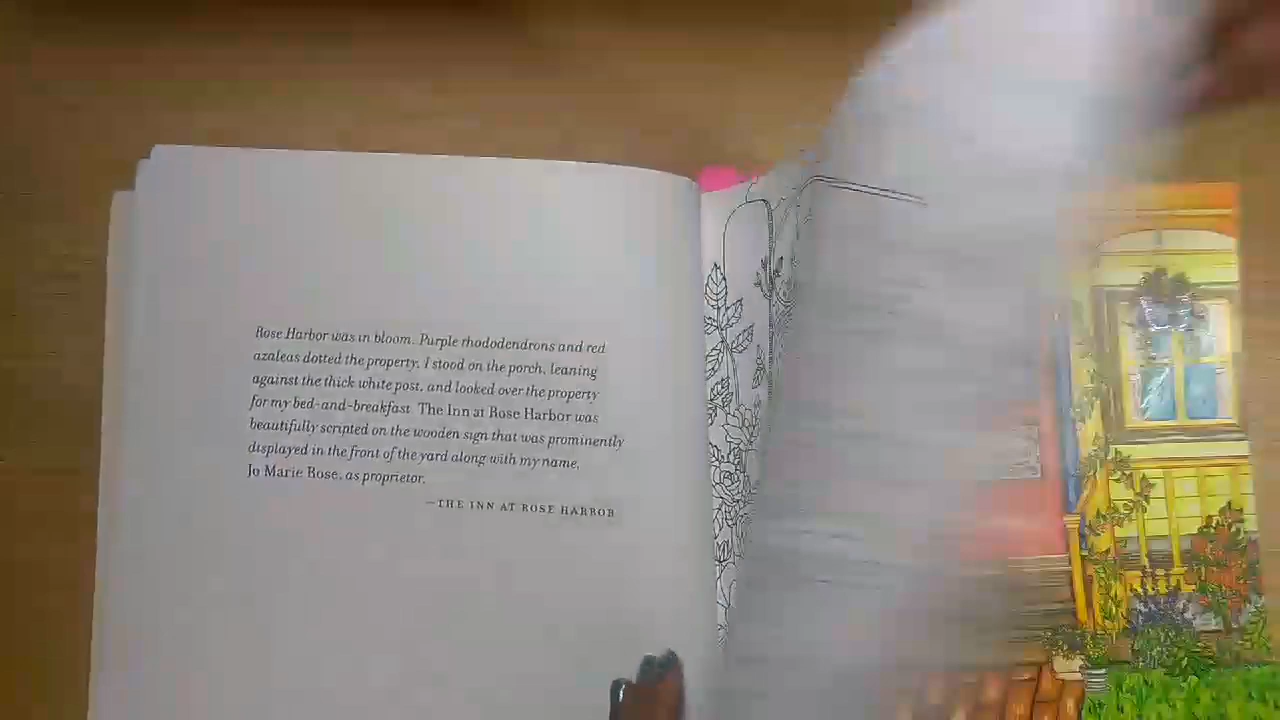 Rose Harbor was in bloom. Purple rhododendrons and red
azaleas dotted the property. I stood on the porch, leaning
against the thick white post, and looked over the property
for my bed-and-breakfast. The Inn at Rose Harbor was
beautifully scripted on the wooden sign that was prominently
displayed in the front of the yard along with my name,
Jo Marie Rose, as proprietor.
—THE INN AT ROSE HARBOR